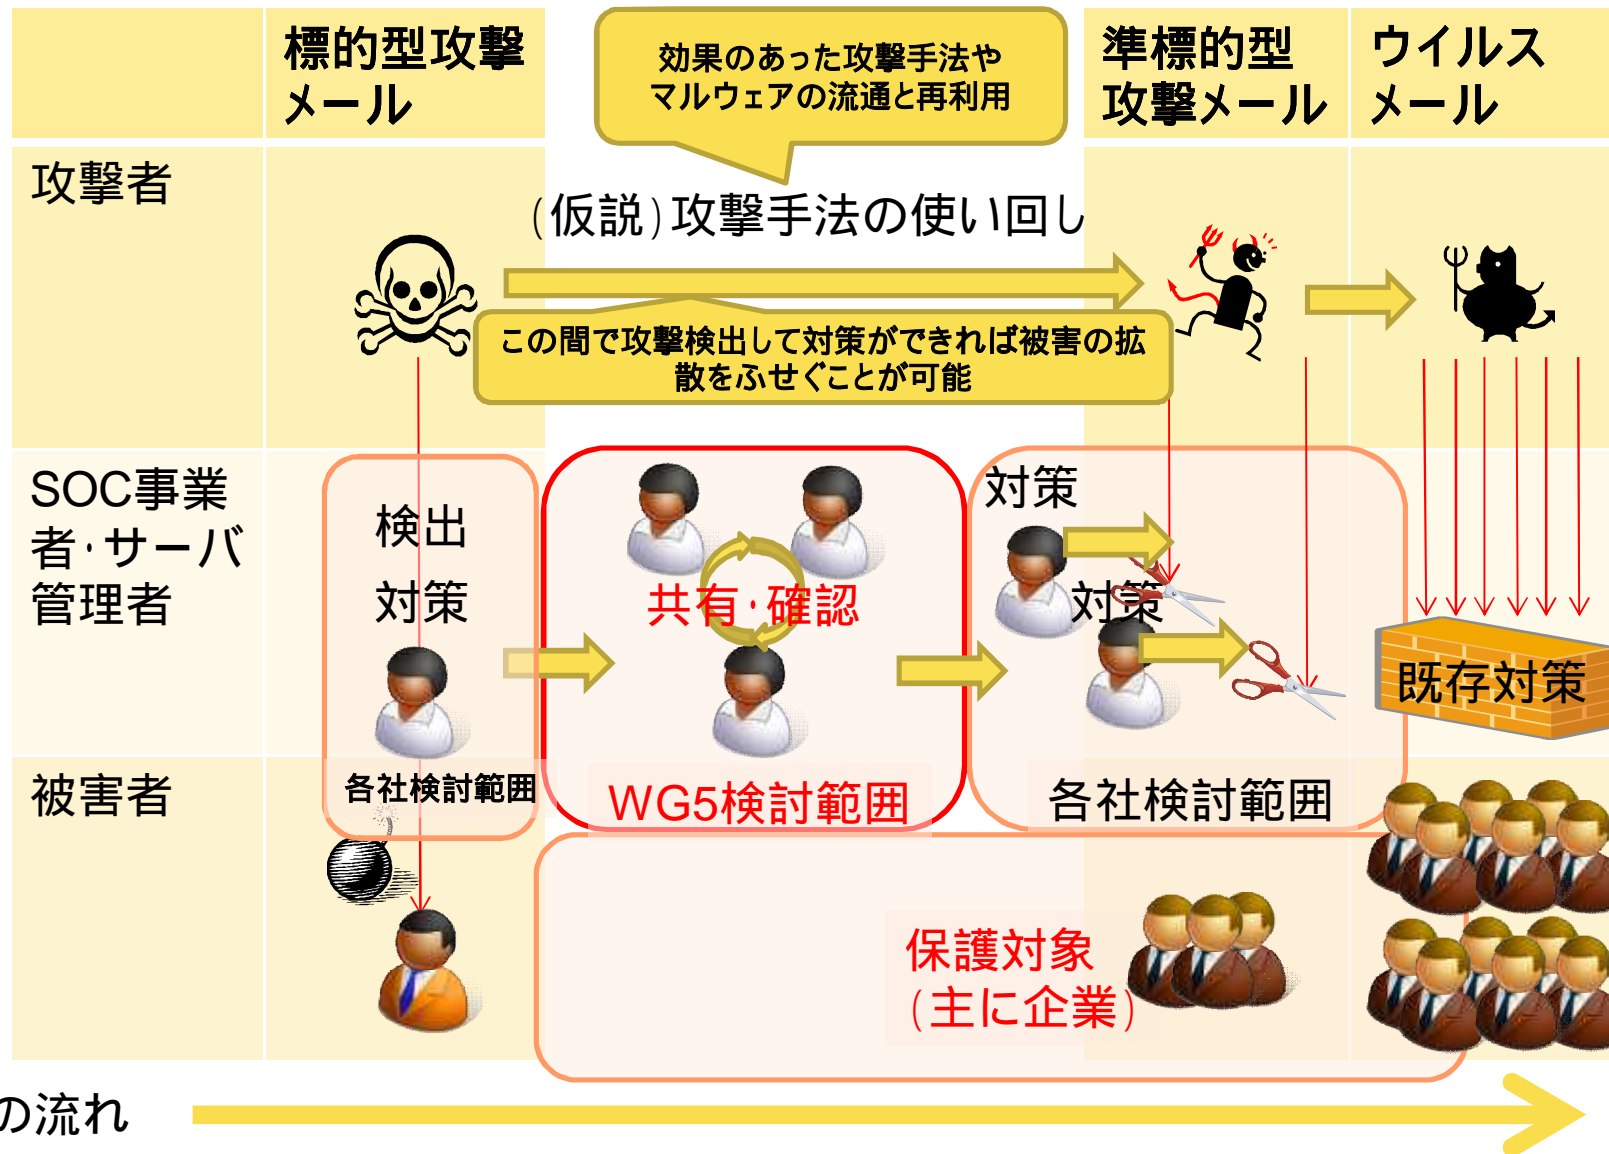 標的型攻撃
メール
効果のあった攻撃手法や
マルウェアの流通と再利用
準標的型
攻撃メール
ウイルス
メール
攻撃者
(仮説)攻撃手法の使い回し
この間で攻撃検出して対策ができれば被害の拡
散をふせぐことが可能
SOC事業
者・サーバ
管理者
検出
対策
共有・確認
対策
対策
既存対策
被害者
各社検討範囲
WG5検討範囲
各社検討範囲
保護対象
(主に企業)
の流れ